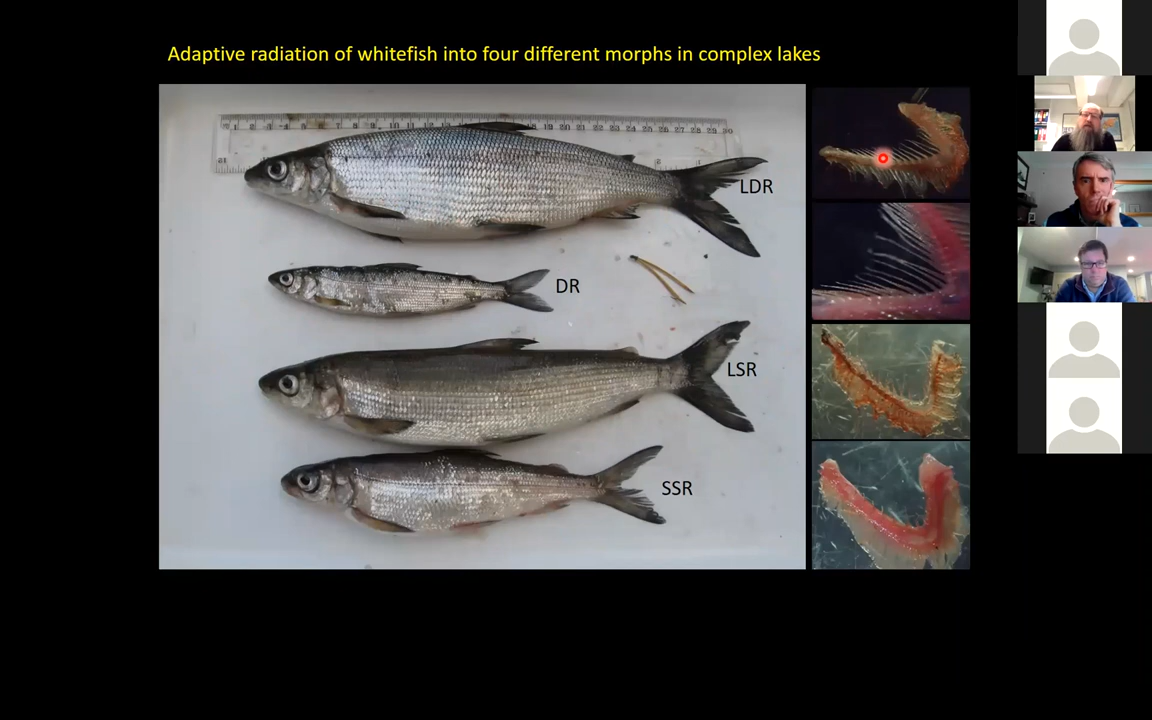 Adaptive radiation of whitefish into four different morphs in complex lakes
LDR
DR
LSR
SSR